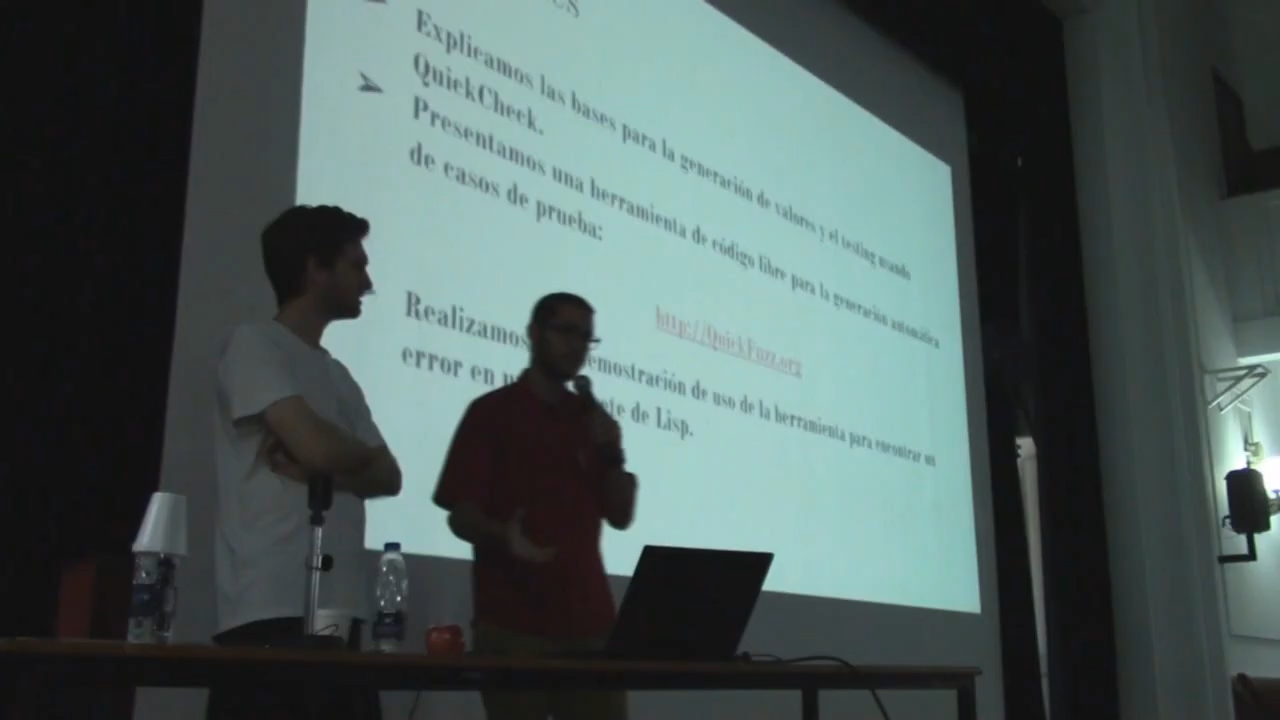 Explicamos las bases para la generación de valores y el testing usando
QuickCheck.
Presentamos una herramienta de código libre para la generación automática
de casos de prueba:
http://QuickFuzz.org
Realizamos demostración de uso de la herramienta para encontrar un
error en de Lisp.